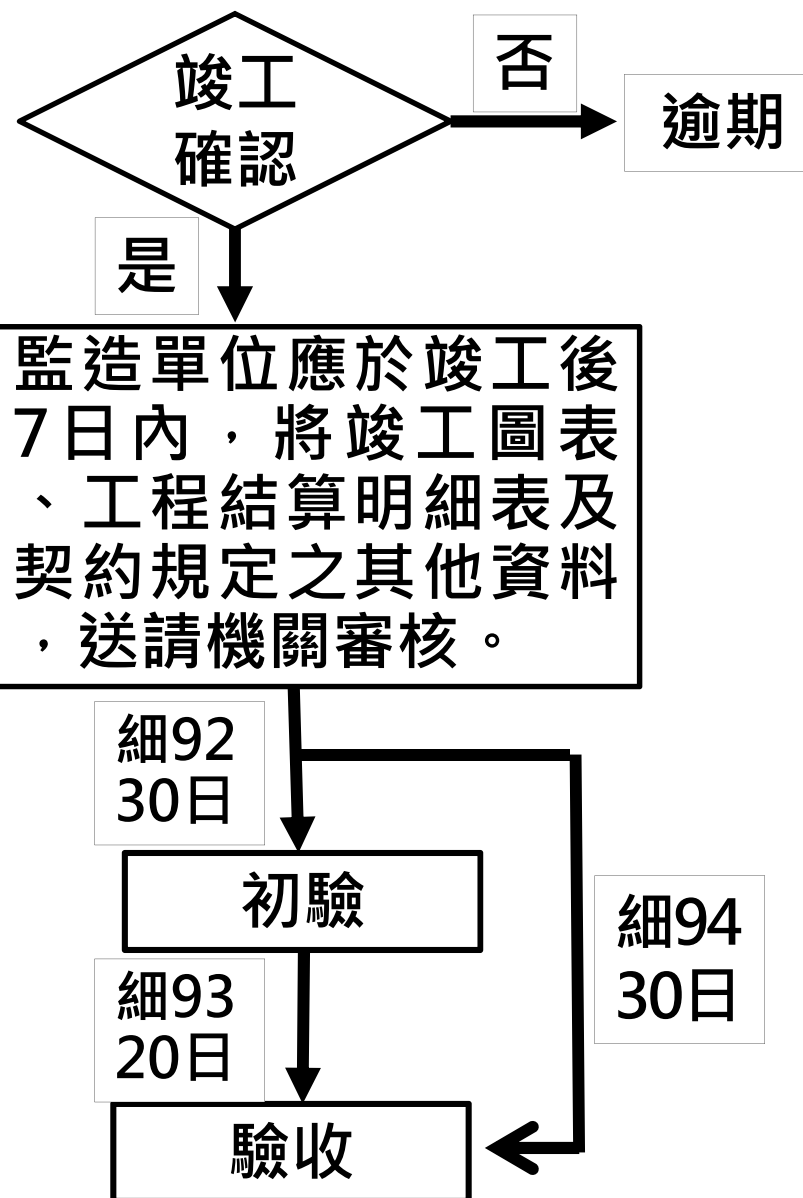 竣工
確認
否
逾期
是
監造單位應於竣工後
7日內，將竣工圖表
、工程結算明細表及
契約規定之其他資料
，送請機關審核。
細92
30日
初驗
細94
30日
細93
20日
驗收